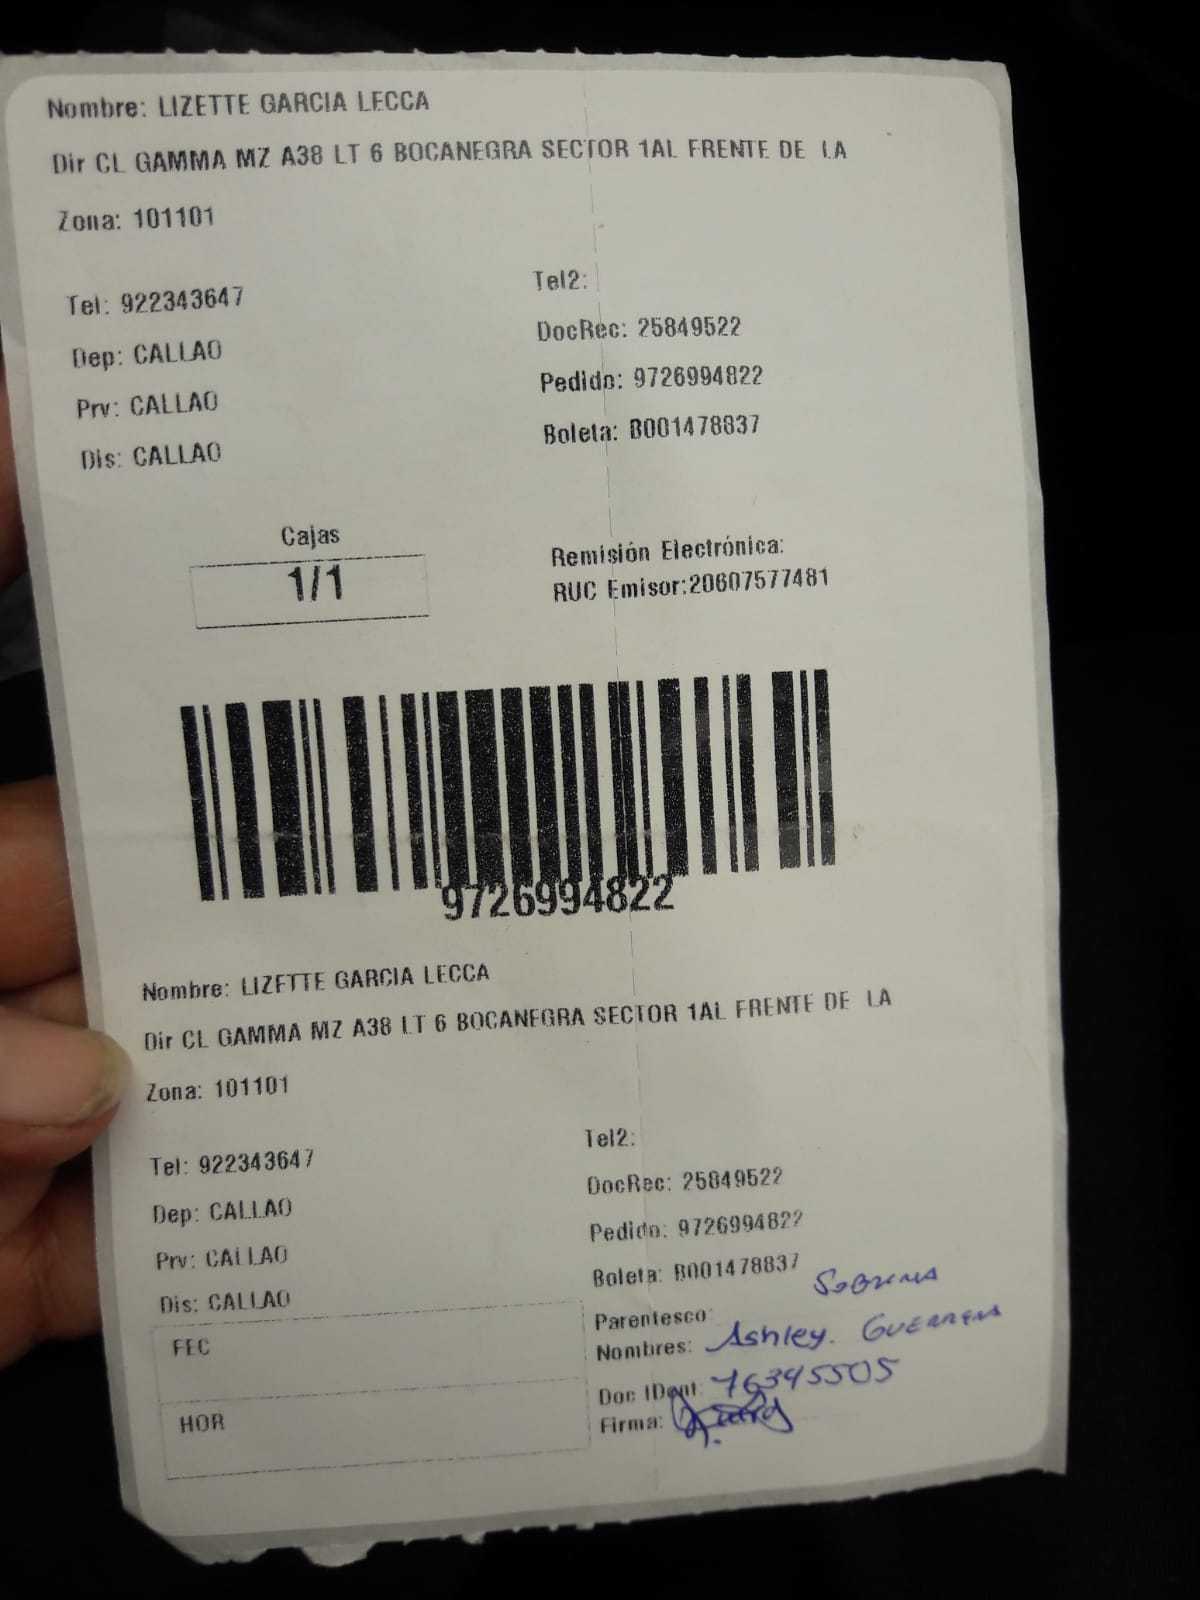 Nombre: LIZETTE GARCIA LECCA
Dir CL GAMMA MZ A38 LT 6 BOCANEGRA SECTOR 1AL FRENTE DE LA
Zona: 101101
Tel: 922343647 Tel2:
Dep: CALLAO DocRec: 25849522
Prv: CALLAO Pedido: 9726994822
Dis: CALLAO Boleta: B001478837
Cajas
1/1
Remisión Electrónica:
RUC Emisor:20607577481
9726994822
Nombre: LIZETTE GARCIA LECCA
Dir CL GAMMA MZ A38 LT 6 BOCANEGRA SECTOR 1AL FRENTE DE LA
Zona: 101101
Tel: 922343647 Tel2:
Dep: CALLAO DocRec: 25849522
Prv: CALLAO Pedido: 9726994822
Dis: CALLAO Boleta: B001478837
FEC
HOR
Parentesco: SOBRINA
Nombres: Ashley. GUERRERA
Doc IDent: 76345505
Firma: